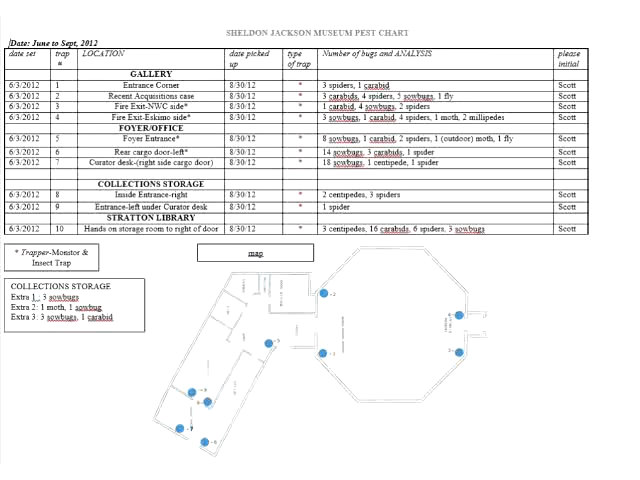 SHELDON JACKSON MUSEUM PEST CHART
Date: June to Sept, 2012
date set trap # LOCATION date picked up type of trap Number of bugs and ANALYSIS please initial
GALLERY
6/3/2012 1 Entrance Corner 8/30/12 * 3 spiders, 1 carabid Scott
6/3/2012 2 Recent Acquisitions case 8/30/12 * 3 carabids, 4 spiders, 5 sowbugs, 1 fly Scott
6/3/2012 3 Fire Exit-NWC side* 8/30/12 * 1 carabid, 4 sowbugs, 2 spiders Scott
6/3/2012 4 Fire Exit-Eskimo side* 8/30/12 * 3 sowbugs, 1 carabid, 4 spiders, 1 moth, 2 millipedes Scott
FOYER/OFFICE
6/3/2012 5 Foyer Entrance* 8/30/12 * 8 sowbugs, 1 carabid, 2 spiders, 1 (outdoor) moth, 1 fly Scott
6/3/2012 6 Rear cargo door-left* 8/30/12 * 14 sowbugs, 3 carabids, 1 spider Scott
6/3/2012 7 Curator desk-(right side cargo door) 8/30/12 * 18 sowbugs, 1 centipede, 1 spider Scott
COLLECTIONS STORAGE
6/3/2012 8 Inside Entrance-right 8/30/12 * 2 centipedes, 3 spiders Scott
6/3/2012 9 Entrance-left under Curator desk 8/30/12 * 1 spider Scott
STRATTON LIBRARY
6/3/2012 10 Hands on storage room to right of door 8/30/12 * 3 centipedes, 16 carabids, 6 spiders, 3 sowbugs Scott
* Trapper-Monitor &
Insect Trap
map
COLLECTIONS STORAGE
Extra 1: 3 sowbugs
Extra 2: 1 moth, 1 sowbug
Extra 3: 3 sowbugs, 1 carabid